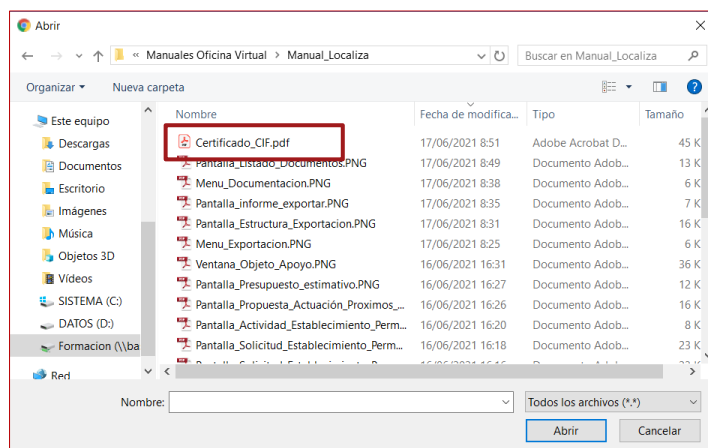 Abrir
« Manuales Oficina Virtual > Manual_Localiza
Buscar en Manual_Localiza
Organizar Nueva carpeta
Nombre Fecha de modifica... Tipo Tamaño
Este equipo
Descargas
Documentos
Escritorio
Imágenes
Música
Objetos 3D
Vídeos
SISTEMA (C:)
DATOS (D:)
Formacion (\\ba
Red
Certificado_CIF.pdf 17/06/2021 8:51 Adobe Acrobat D... 45 K
Pantalla_Listado_Documentos.PNG 17/06/2021 8:49 Documento Adob... 13 K
Menu_Documentacion.PNG 17/06/2021 8:38 Documento Adob... 6 K
Pantalla_informe_exportar.PNG 17/06/2021 8:35 Documento Adob... 7 K
Pantalla_Estructura_Exportacion.PNG 17/06/2021 8:31 Documento Adob... 16 K
Menu_Exportacion.PNG 17/06/2021 8:25 Documento Adob... 6 K
Ventana_Objeto_Apoyo.PNG 16/06/2021 16:31 Documento Adob... 36 K
Pantalla_Presupuesto_estimativo.PNG 16/06/2021 16:27 Documento Adob... 12 K
Pantalla_Propuesta_Actuación_Proximos_... 16/06/2021 16:26 Documento Adob... 16 K
Pantalla_Actividad_Establecimiento_Perm... 16/06/2021 16:20 Documento Adob... 8 K
Pantalla_Solicitud_Establecimiento_Perm... 16/06/2021 16:18 Documento Adob... 23 K
Nombre:
Todos los archivos (*.*)
Abrir Cancelar